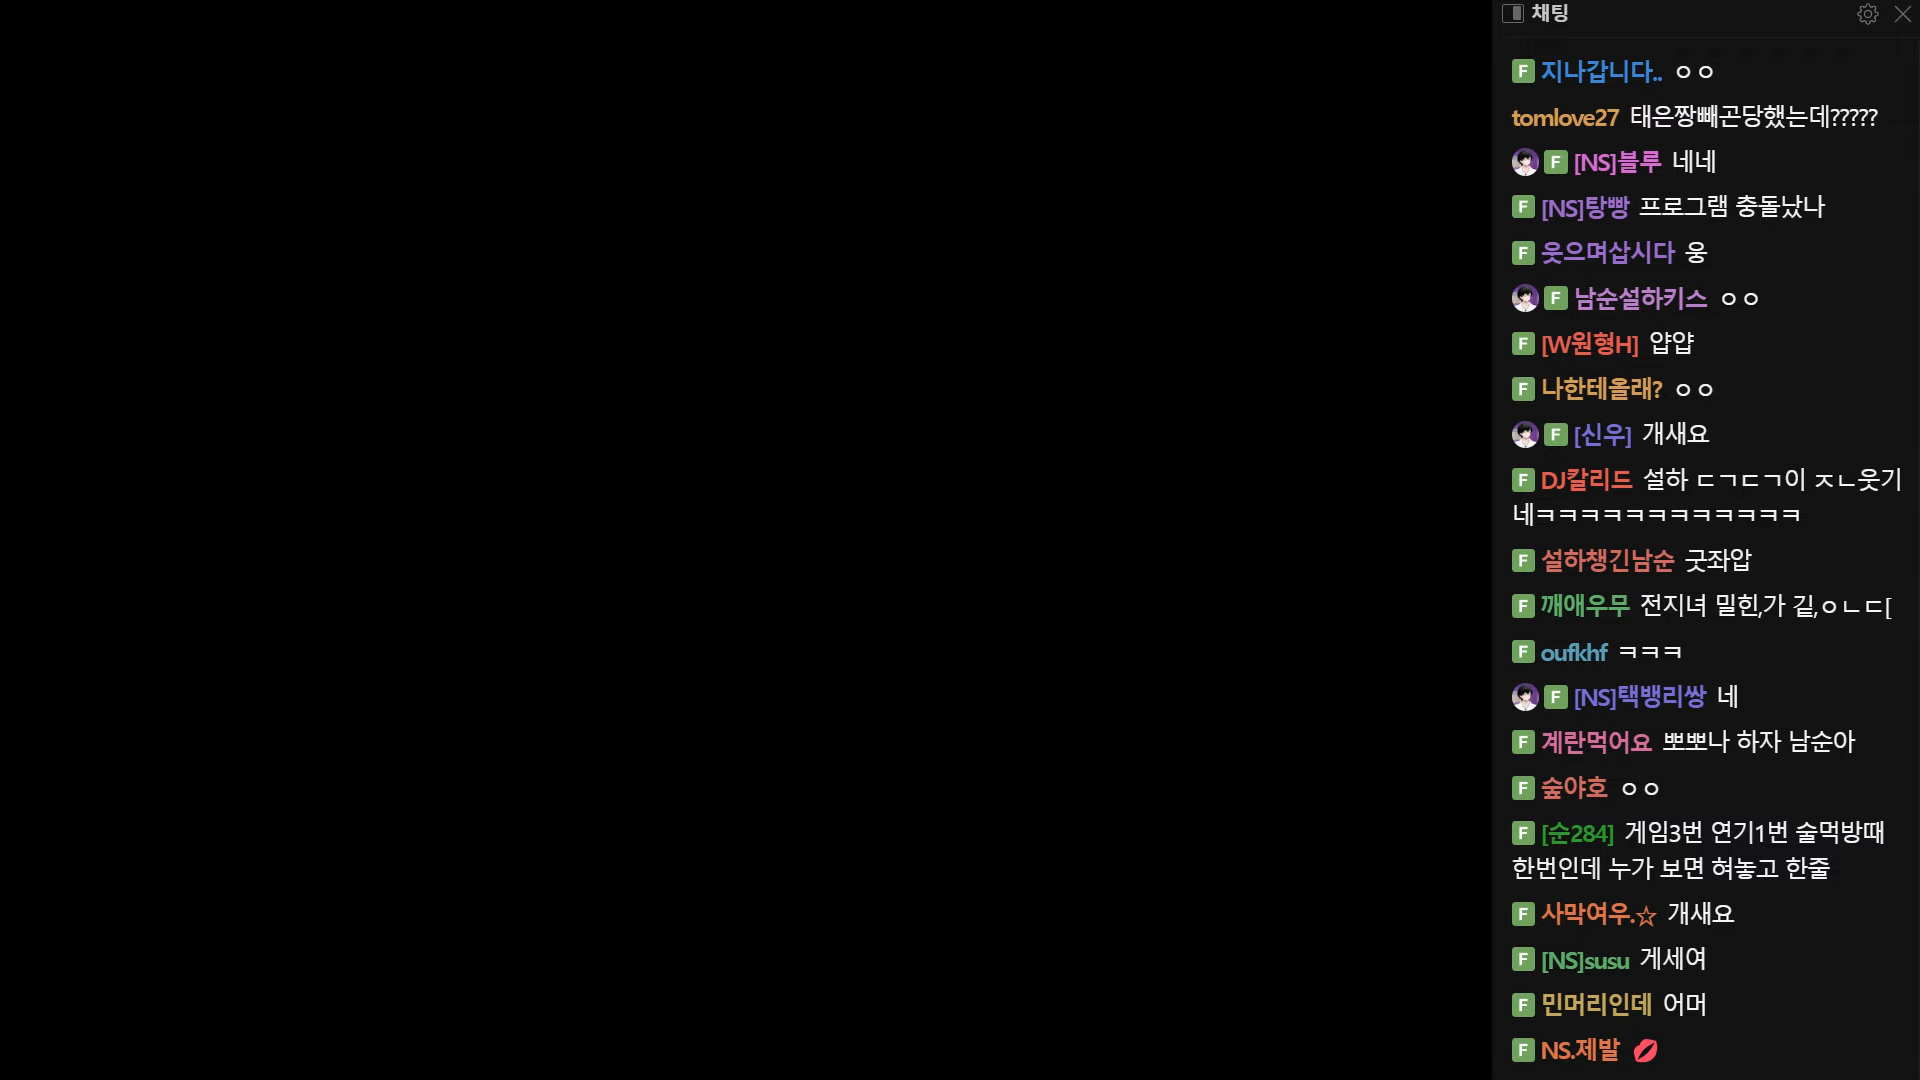 채팅
F 지나갑니다.. ㅇㅇ
tomlove27 태은짱빼곤당했는데?????
F [NS]블루 네네
F [NS]탕빵 프로그램 충돌났나
F 웃으며삽시다 웅
F 남순설하키스 ㅇㅇ
F [W원형H] 얍얍
F 나한테올래? ㅇㅇ
F [신우] 개새요
F DJ칼리드 설하 ㄷㄱㄷㄱ이 ㅈㄴ웃기
네ㅋㅋㅋㅋㅋㅋㅋㅋㅋㅋㅋㅋ
F 설하챙긴남순 굿좌압
F 깨애우무 전지녀 밀힌,가 긑,ㅇㄴㄷ[
F oufkhf ㅋㅋㅋ
F [NS]택뱅리쌍 네
F 계란먹어요 뽀뽀나 하자 남순아
F 숲야호 ㅇㅇ
F [순284] 게임3번 연기1번 술먹방때
한번인데 누가 보면 혀놓고 한줄
F 사막여우.☆ 개새요
F [NS]susu 게세여
F 민머리인데 어머
F NS.제발 💋